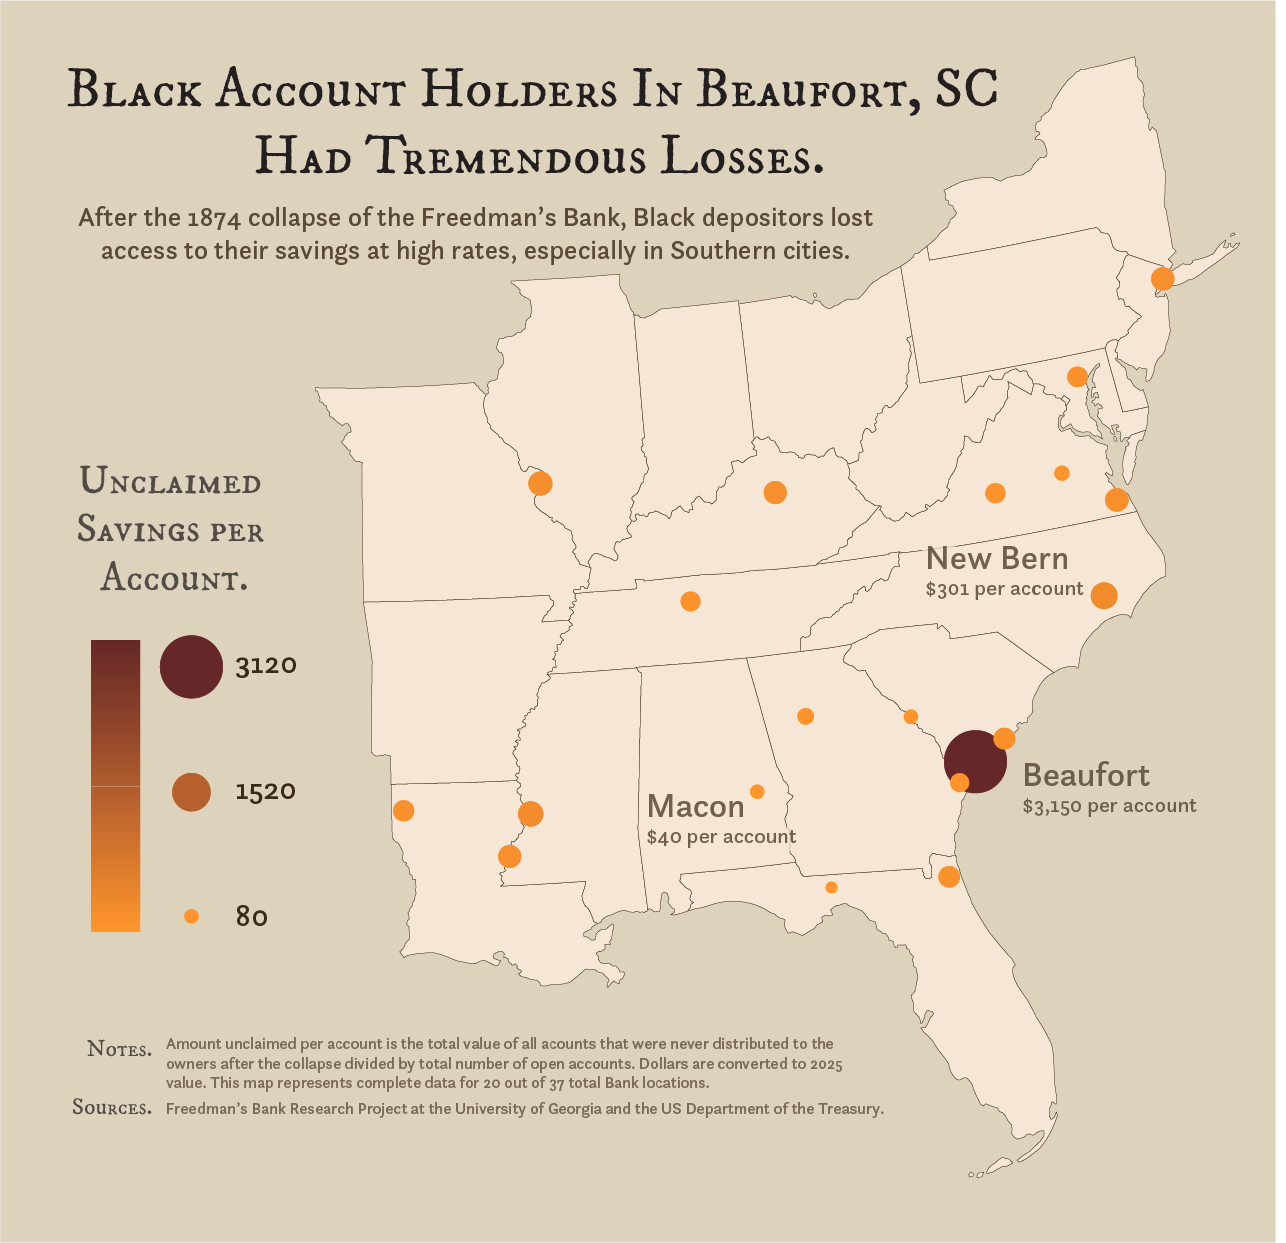 Black Account Holders In Beaufort, SC
Had Tremendous Losses.
After the 1874 collapse of the Freedman's Bank, Black depositors lost
access to their savings at high rates, especially in Southern cities.
Unclaimed
Savings per
Account.
3120
1520
80
New Bern
$301 per account
Beaufort
$3,150 per account
Macon
$40 per account
Notes.
Amount unclaimed per account is the total value of all acounts that were never distributed to the
owners after the collapse divided by total number of open accounts. Dollars are converted to 2025
value. This map represents complete data for 20 out of 37 total Bank locations.
Sources.
Freedman's Bank Research Project at the University of Georgia and the US Department of the Treasury.